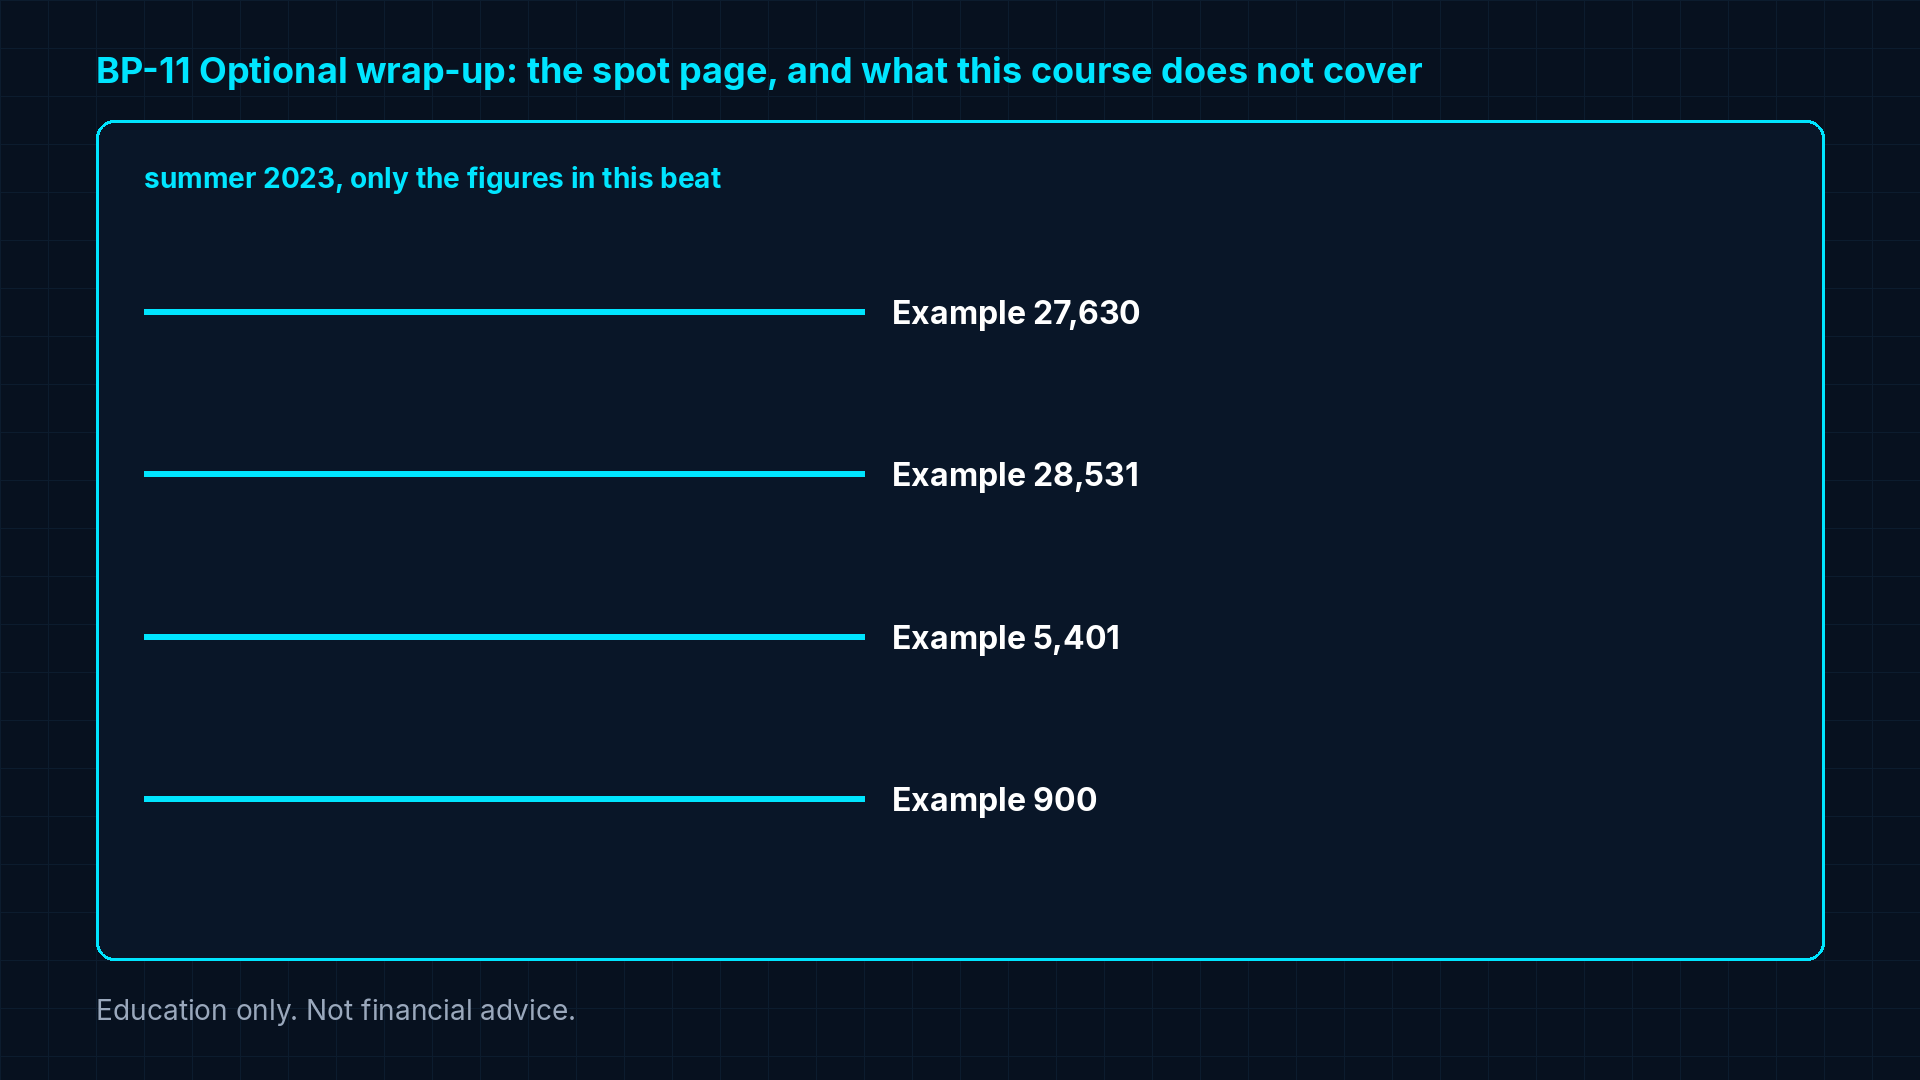 BP-11 Optional wrap-up: the spot page, and what this course does not cover
summer 2023, only the figures in this beat
Example 27,630
Example 28,531
Example 5,401
Example 900
Education only. Not financial advice.